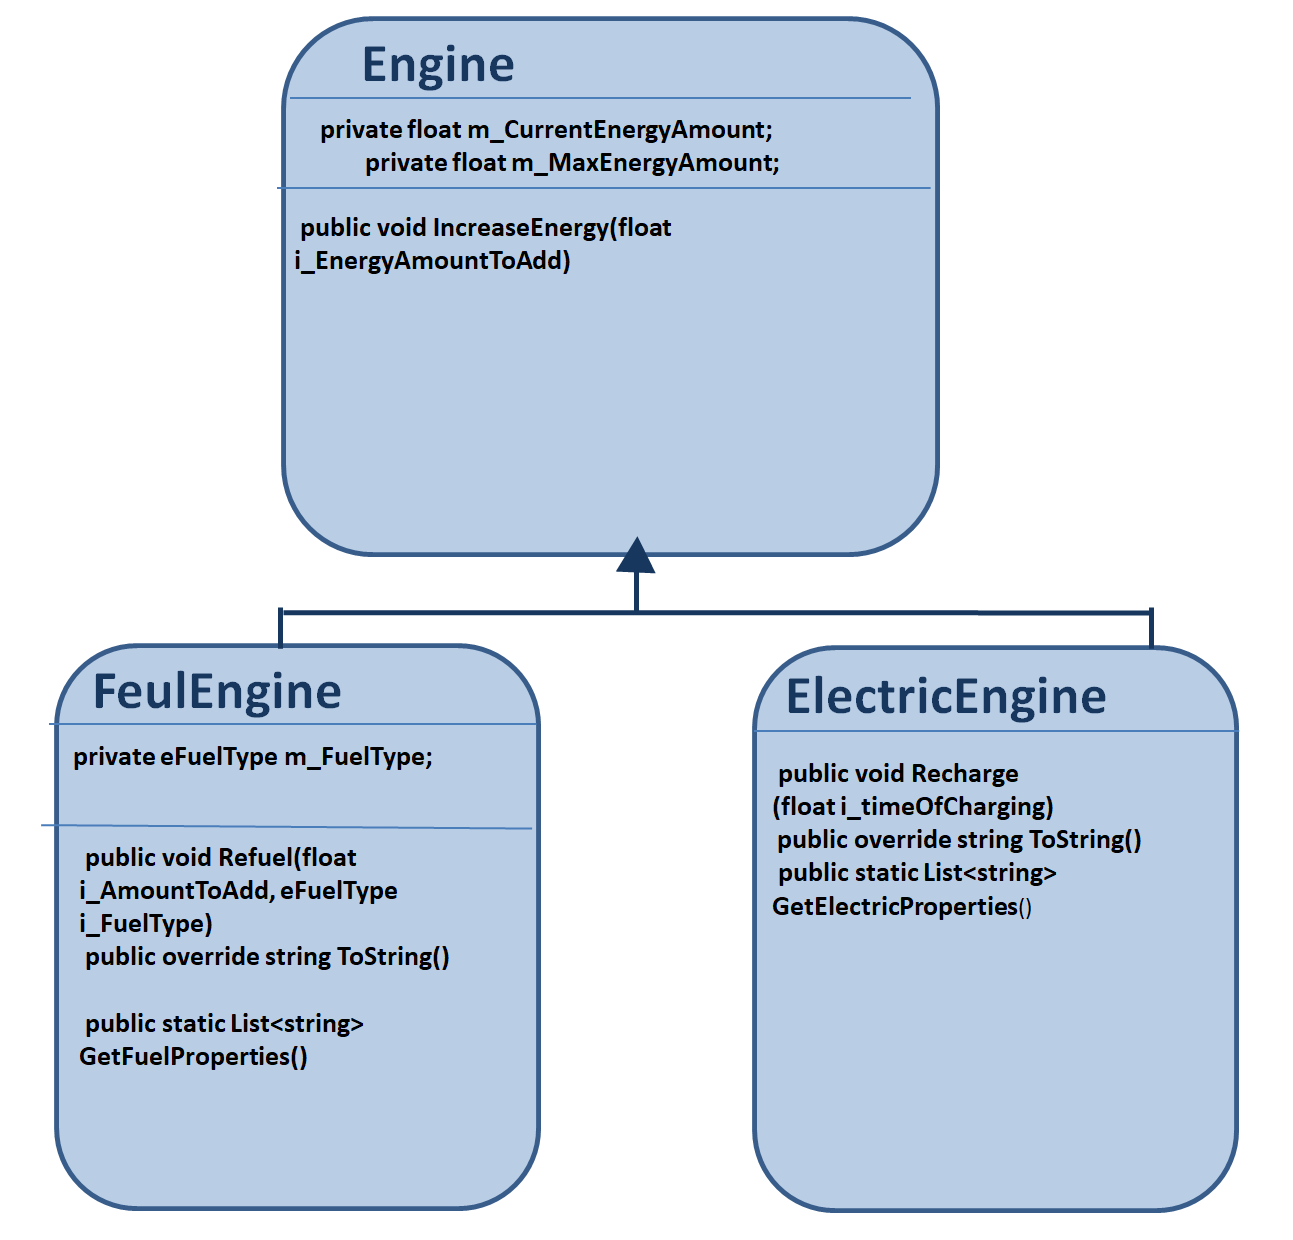 Engine
private float m_CurrentEnergyAmount;
private float m_MaxEnergyAmount;
public void IncreaseEnergy(float
i_EnergyAmountToAdd)
FeulEngine
private eFuelType m_FuelType;
public void Refuel(float
i_AmountToAdd, eFuelType
i_FuelType)
public override string ToString()
public static List<string>
GetFuelProperties()
ElectricEngine
public void Recharge
(float i_timeOfCharging)
public override string ToString()
public static List<string>
GetElectricProperties()